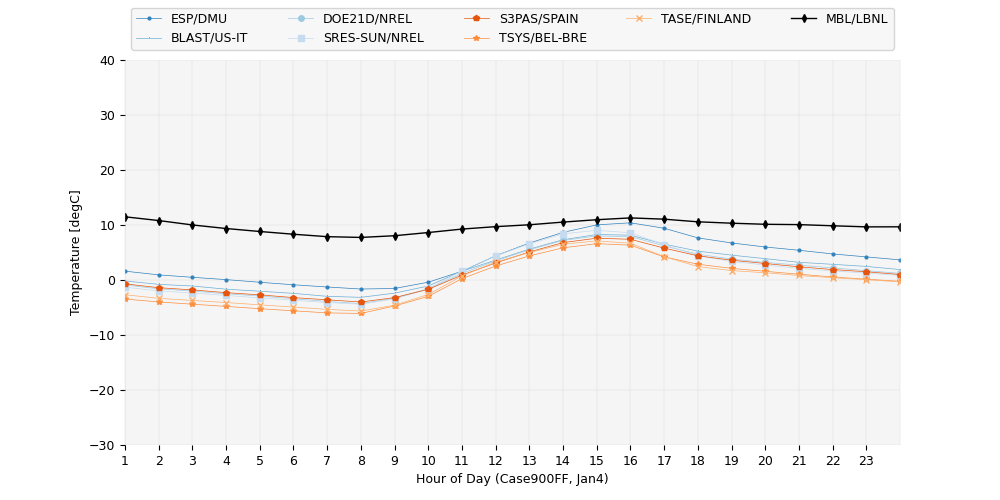 ESP/DMU DOE21D/NREL S3PAS/SPAIN TASE/FINLAND MBL/LBNL
BLAST/US-IT SRES-SUN/NREL TSYS/BEL-BRE
40
30
20
10
0
−10
−20
−30
Temperature [degC]
1 2 3 4 5 6 7 8 9 10 11 12 13 14 15 16 17 18 19 20 21 22 23
Hour of Day (Case900FF, Jan4)